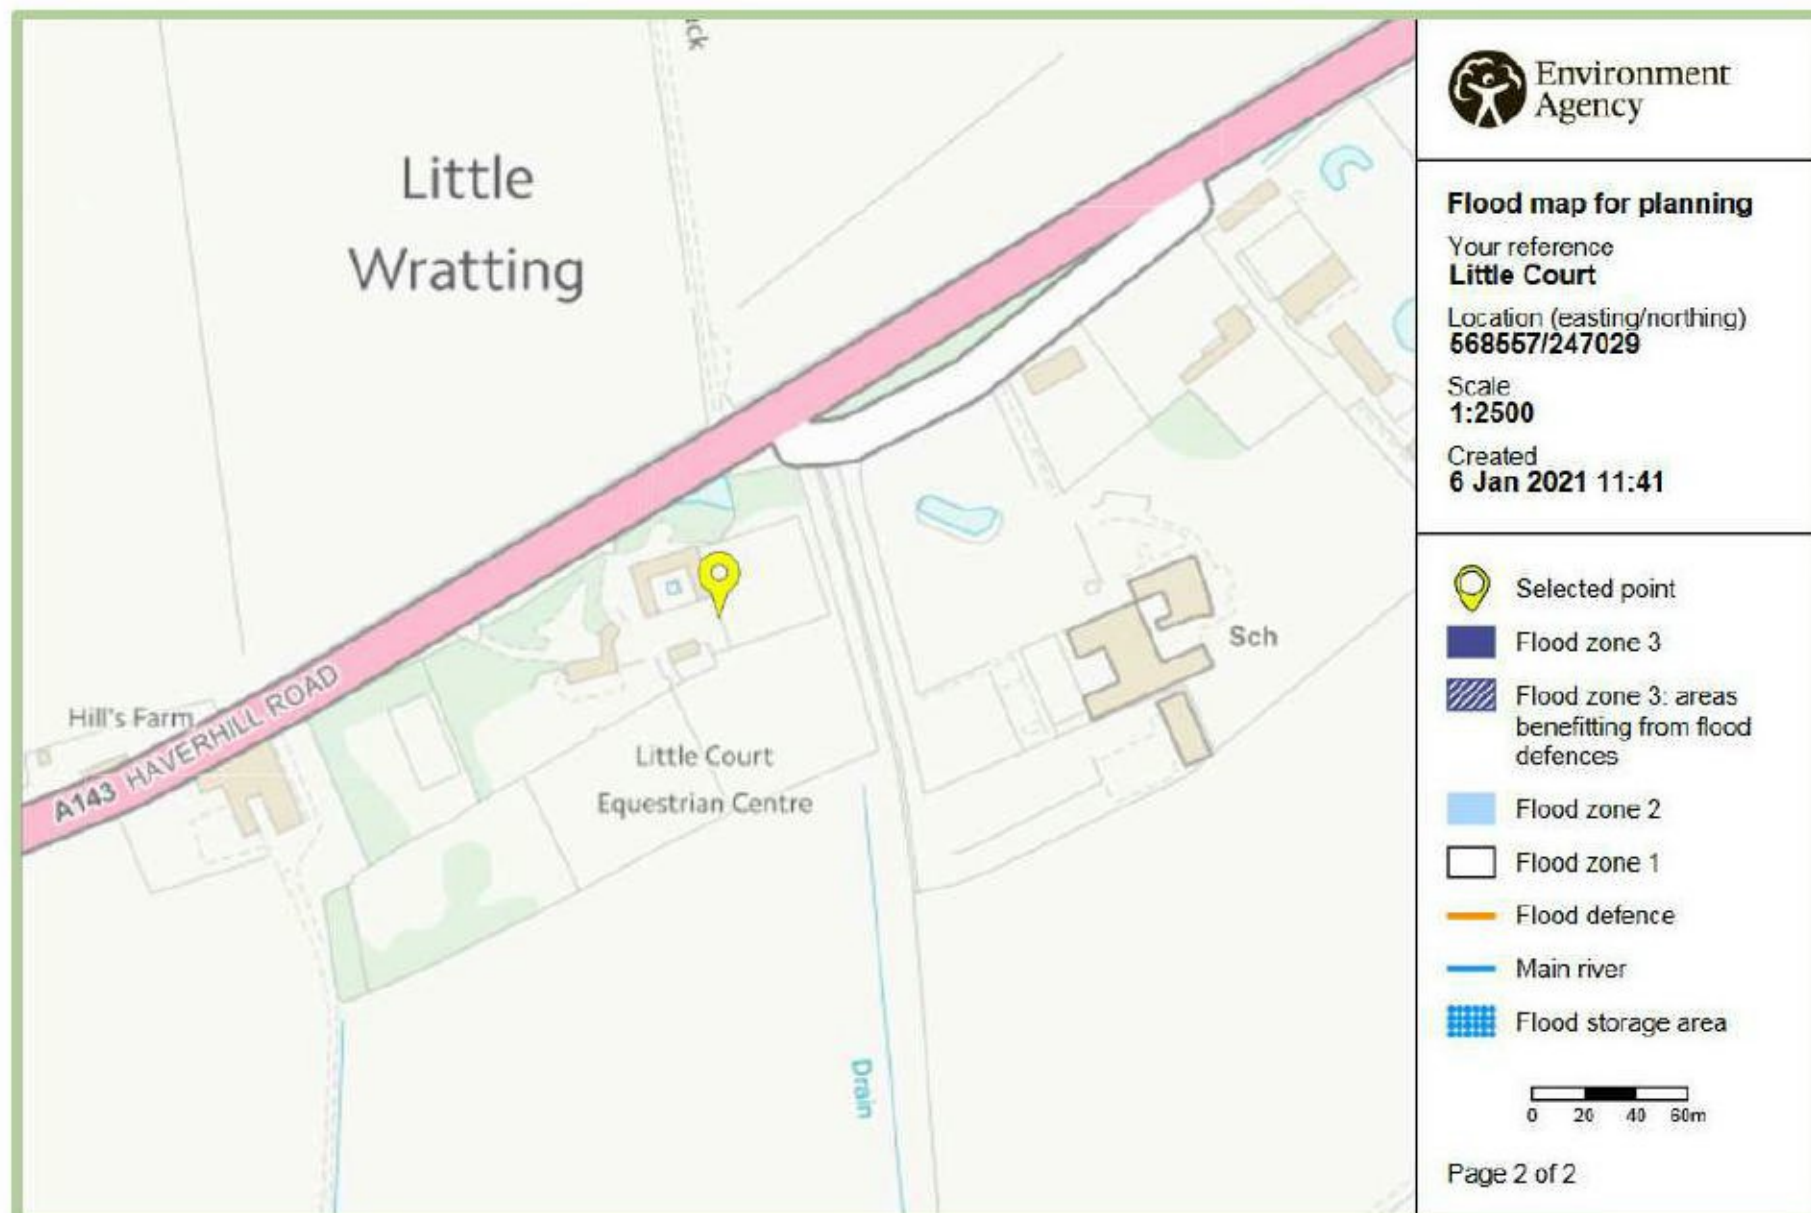 ck
Little
Wratting
Hill's Farm
A143 HAVERHILL ROAD
Little Court
Equestrian Centre
Sch
Drain
Environment
Agency
Flood map for planning
Your reference
Little Court
Location (easting/northing)
568557/247029
Scale
1:2500
Created
6 Jan 2021 11:41
Selected point
Flood zone 3
Flood zone 3: areas
benefitting from flood
defences
Flood zone 2
Flood zone 1
Flood defence
Main river
Flood storage area
0 20 40 60m
Page 2 of 2